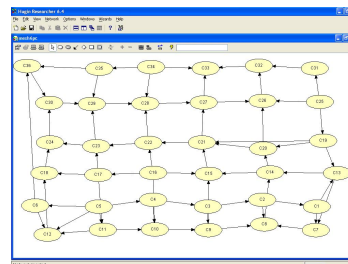 Hugin Researcher 6.4
File Edit View Network Options Windows Wizards Help
C36 C35 C34 C33 C32 C31
C30 C29 C28 C27 C26 C25
C24 C23 C22 C21 C20 C19
C18 C17 C16 C15 C14 C13
C6 C5 C4 C3 C2 C1
C12 C11 C10 C9 C8 C7